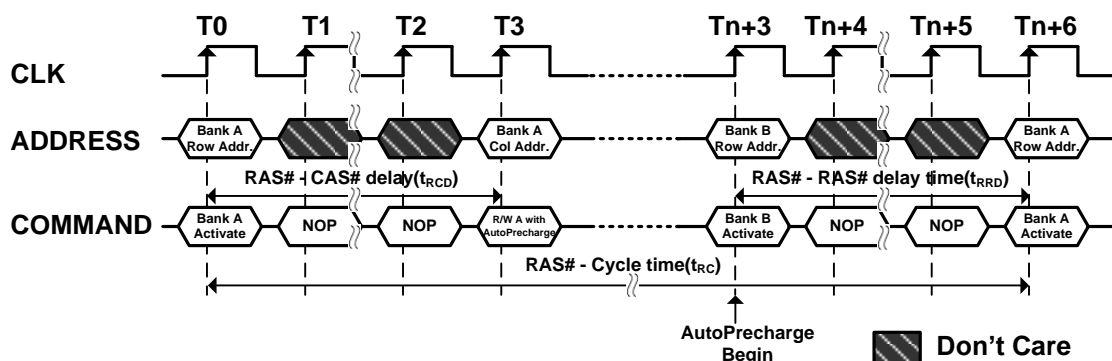 T0 T1 T2 T3 Tn+3 Tn+4 Tn+5 Tn+6
CLK
ADDRESS
Bank A
Row Addr.
Bank A
Col Addr.
Bank B
Row Addr.
Bank A
Row Addr.
RAS# - CAS# delay(tRCD)
RAS# - RAS# delay time(tRRD)
COMMAND
Bank A
Activate
NOP
NOP
R/W A with
AutoPrecharge
Bank B
Activate
NOP
NOP
Bank A
Activate
RAS# - Cycle time(tRC)
AutoPrecharge
Begin
Don't Care